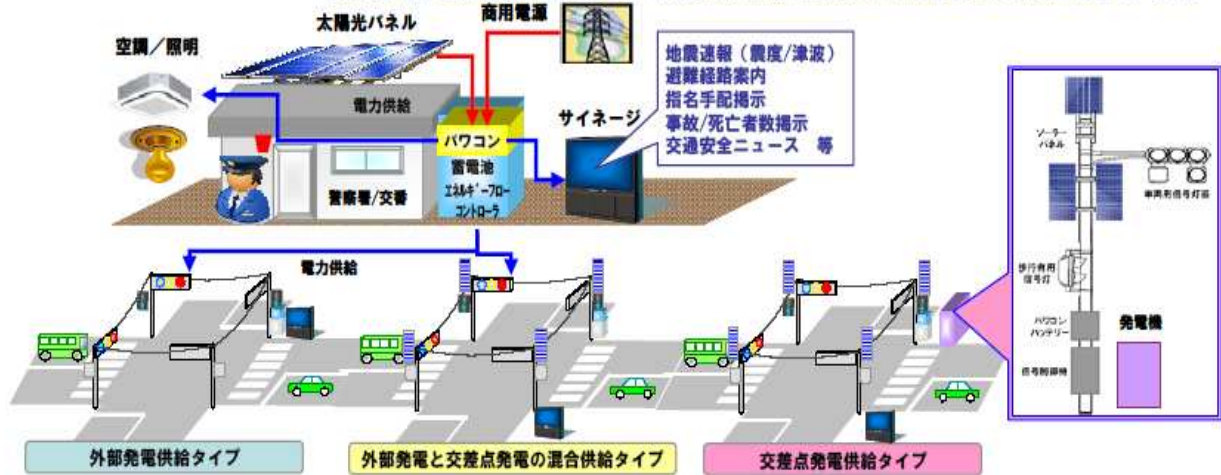 太陽光パネル
商用電源
空調／照明
電力供給
パワコン
蓄電池
エネルギーフロー
コントローラ
警察署/交番
サイネージ
地震速報（震度/津波）
避難経路案内
指名手配掲示
事故/死亡者数掲示
交通安全ニュース　等
電力供給
ソーラー
パネル
車両用信号灯器
歩行者用
信号灯
パワコン
バッテリー
信号制御機
発電機
外部発電供給タイプ
外部発電と交差点発電の混合供給タイプ
交差点発電供給タイプ